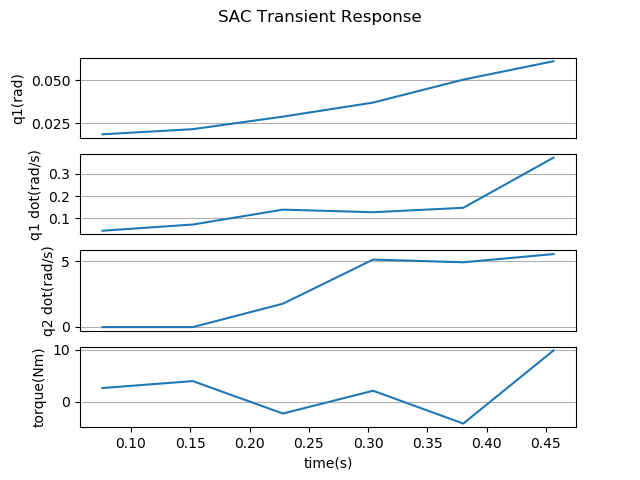 SAC Transient Response
q1(rad)
0.050
0.025
q1 dot(rad/s)
0.3
0.2
0.1
q2 dot(rad/s)
5
0
torque(Nm)
10
0
0.10 0.15 0.20 0.25 0.30 0.35 0.40 0.45
time(s)